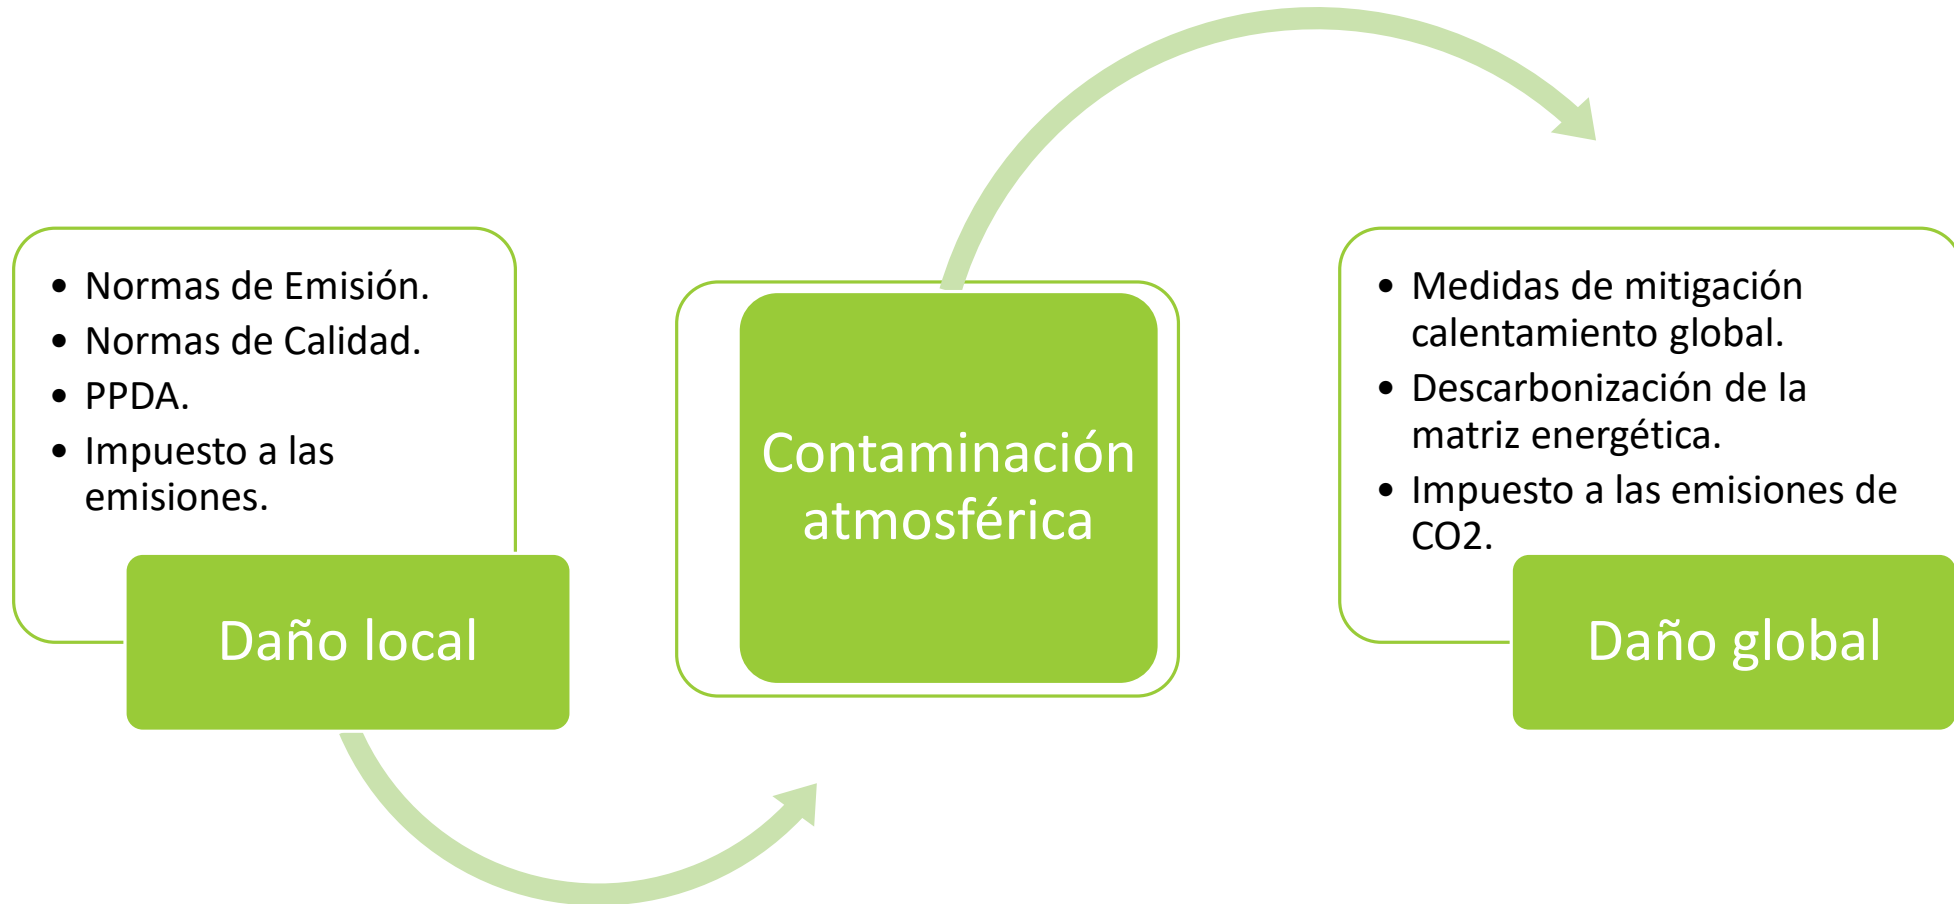 • Normas de Emisión.
• Normas de Calidad.
• PPDA.
• Impuesto a las
emisiones.
Daño local
Contaminación
atmosférica
• Medidas de mitigación
calentamiento global.
• Descarbonización de la
matriz energética.
• Impuesto a las emisiones de
CO2.
Daño global